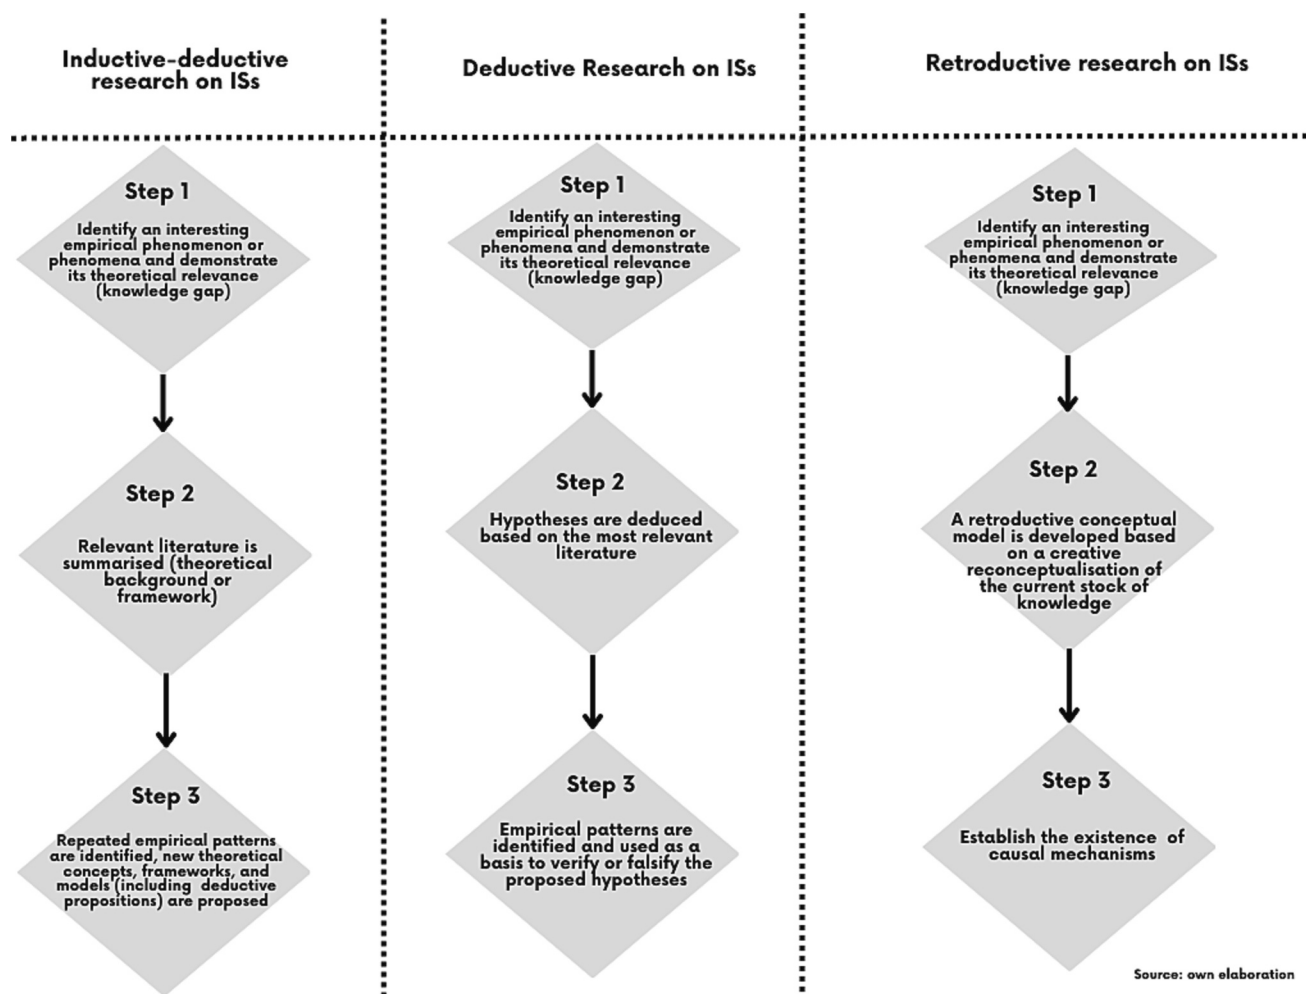 Inductive-deductive
research on ISs
Deductive Research on ISs
Retroductive research on ISs
Step 1
Identify an interesting
empirical phenomenon or
phenomena and demonstrate
its theoretical relevance
(knowledge gap)
Step 2
Relevant literature is
summarised (theoretical
background or
framework)
Step 3
Repeated empirical patterns
are identified, new theoretical
concepts, frameworks, and
models (including deductive
propositions) are proposed
Step 1
Identify an interesting
empirical phenomenon or
phenomena and demonstrate
its theoretical relevance
(knowledge gap)
Step 2
Hypotheses are deduced
based on the most relevant
literature
Step 3
Empirical patterns are
identified and used as a
basis to verify or falsify the
proposed hypotheses
Step 1
Identify an interesting
empirical phenomenon or
phenomena and demonstrate
its theoretical relevance
(knowledge gap)
Step 2
A retroductive conceptual
model is developed based
on a creative
reconceptualisation of
the current stock of
knowledge
Step 3
Establish the existence of
causal mechanisms
Source: own elaboration